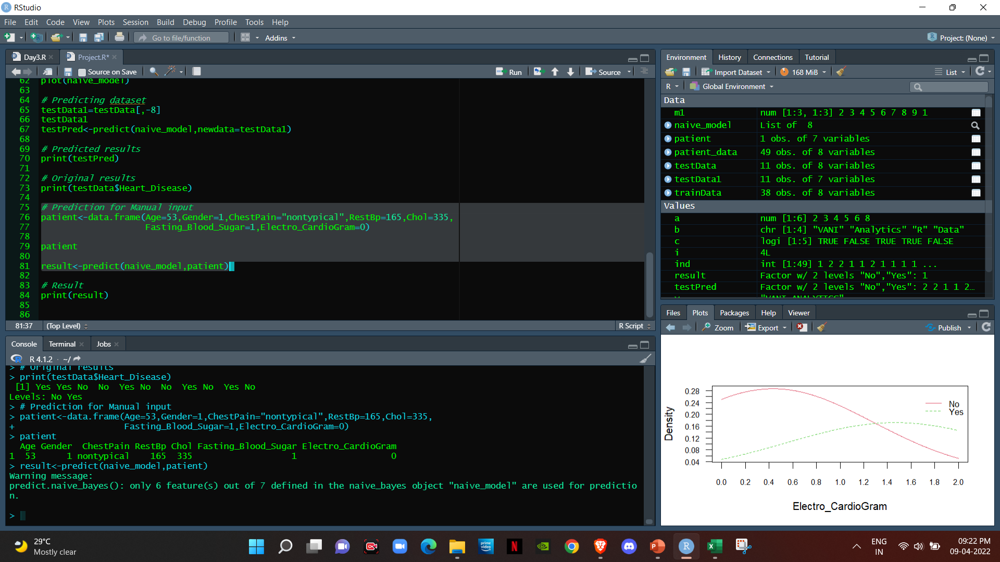 RStudio
File Edit Code View Plots Session Build Debug Profile Tools Help
Go to file/function Addins Project: (None)
Day3.R Project.R*
Source on Save Run Source
62 plot(naive_model)
63
64 # Predicting dataset
65 testData1=testData[,-8]
66 testData1
67 testPred<-predict(naive_model,newdata=testData1)
68
69 # Predicted results
70 print(testPred)
71
72 # Original results
73 print(testData$Heart_Disease)
74
75 # Prediction for Manual input
76 patient<-data.frame(Age=53,Gender=1,ChestPain="nontypical",RestBp=165,Chol=335,
77 Fasting_Blood_Sugar=1,Electro_CardioGram=0)
78
79 patient
80
81 result<-predict(naive_model,patient)
82
83 # Result
84 print(result)
85
86
81:37 (Top Level) R Script
Console Terminal Jobs
R 4.1.2 · ~/
> # Original results
> print(testData$Heart_Disease)
[1] Yes Yes No No Yes No No Yes No Yes No
Levels: No Yes
> # Prediction for Manual input
> patient<-data.frame(Age=53,Gender=1,ChestPain="nontypical",RestBp=165,Chol=335,
+ Fasting_Blood_Sugar=1,Electro_CardioGram=0)
> patient
Age Gender ChestPain RestBp Chol Fasting_Blood_Sugar Electro_CardioGram
1 53 1 nontypical 165 335 1 0
> result<-predict(naive_model,patient)
Warning message:
predict.naive_bayes(): only 6 feature(s) out of 7 defined in the naive_bayes object "naive_model" are used for predictio
n.
>
Environment History Connections Tutorial
Import Dataset 168 MiB List
R Global Environment
Data
m1 num [1:3, 1:3] 2 3 4 5 6 7 8 9 1
naive_model List of 8
patient 1 obs. of 7 variables
patient_data 49 obs. of 8 variables
testData 11 obs. of 8 variables
testData1 11 obs. of 7 variables
trainData 38 obs. of 8 variables
Values
a num [1:6] 2 3 4 5 6 8
b chr [1:4] "VANI" "Analytics" "R" "Data"
c logi [1:5] TRUE FALSE TRUE TRUE FALSE
i 4L
ind int [1:49] 1 2 2 1 1 2 1 1 1 1 ...
result Factor w/ 2 levels "No","Yes": 1
testPred Factor w/ 2 levels "No","Yes": 2 2 1 1 2...
"VANI ANALYTICS"
Files Plots Packages Help Viewer
Zoom Export Publish
0.28
0.24
0.20
0.16
0.12
0.08
0.04
Density
No
Yes
0.0 0.2 0.4 0.6 0.8 1.0 1.2 1.4 1.6 1.8 2.0
Electro_CardioGram
29°C
Mostly clear
prime video
N
P
R
ENG
IN
09:22 PM
09-04-2022